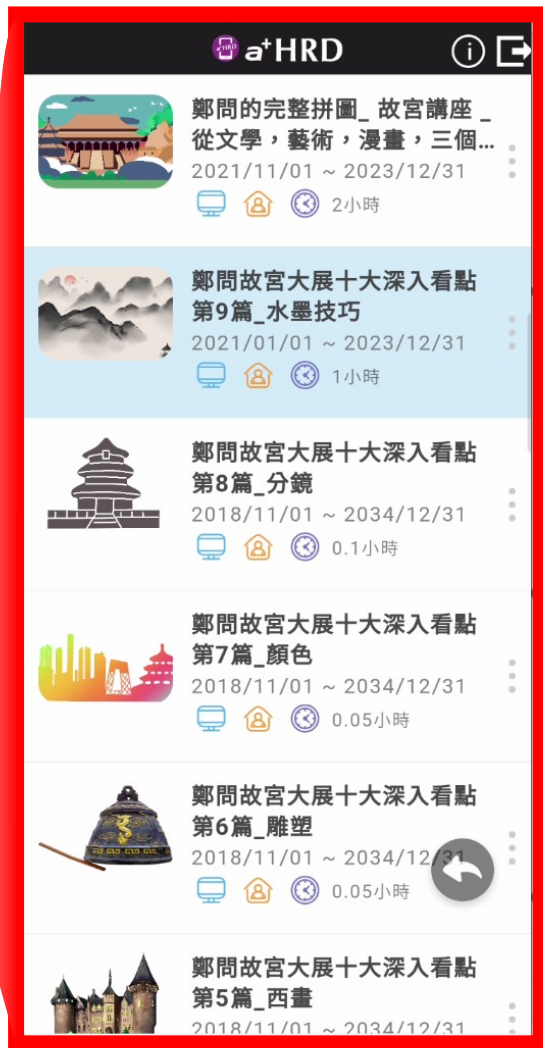 a⁺HRD
鄭問的完整拼圖_ 故宮講座 _
從文學，藝術，漫畫，三個...
2021/11/01 ~ 2023/12/31
2小時
鄭問故宮大展十大深入看點
第9篇_水墨技巧
2021/01/01 ~ 2023/12/31
1小時
鄭問故宮大展十大深入看點
第8篇_分鏡
2018/11/01 ~ 2034/12/31
0.1小時
鄭問故宮大展十大深入看點
第7篇_顏色
2018/11/01 ~ 2034/12/31
0.05小時
鄭問故宮大展十大深入看點
第6篇_雕塑
2018/11/01 ~ 2034/12/31
0.05小時
鄭問故宮大展十大深入看點
第5篇_西畫
2018/11/01 ~ 2034/12/31